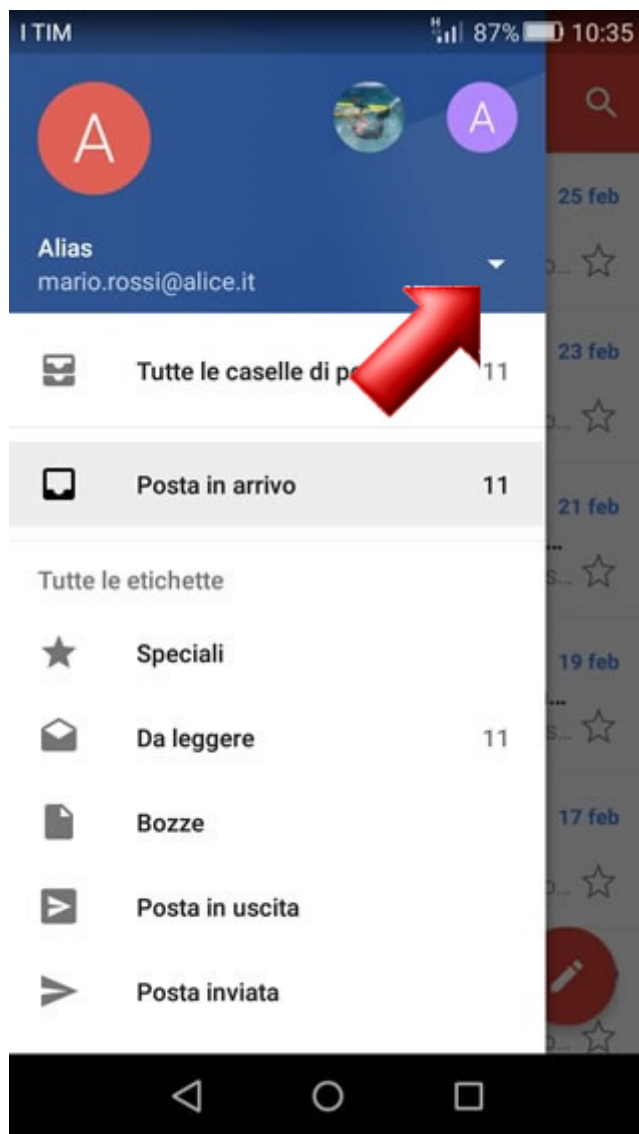 I TIM H 87% 10:35
A A
25 feb
Alias
mario.rossi@alice.it
Tutte le caselle di 11
23 feb
Posta in arrivo 11
21 feb
Tutte le etichette
Speciali
19 feb
Da leggere 11
17 feb
Bozze
Posta in uscita
Posta inviata